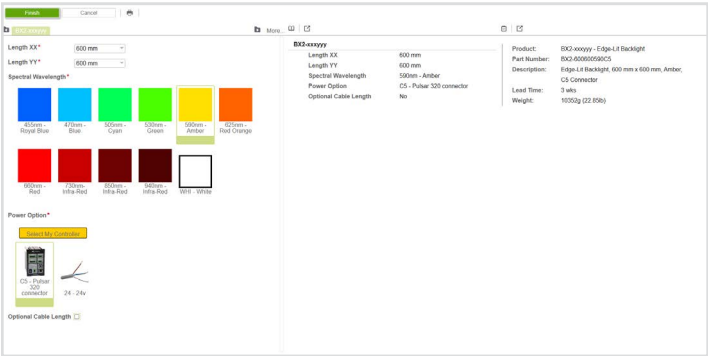 Finish
Cancel
BX2-xxxyyy
More...
Length XX*
600 mm
Length YY*
600 mm
Spectral Wavelength*
455nm -
Royal Blue
470nm -
Blue
505nm -
Cyan
530nm -
Green
590nm -
Amber
625nm -
Red Orange
660nm -
Red
730nm -
Infra-Red
850nm -
Infra-Red
940nm -
Infra-Red
WHI - White
Power Option*
Select My Controller
C5 - Pulsar
320
connector
24 - 24v
Optional Cable Length
BX2-xxxyyy
Length XX 600 mm
Length YY 600 mm
Spectral Wavelength 590nm - Amber
Power Option C5 - Pulsar 320 connector
Optional Cable Length No
Product: BX2-xxxyyy - Edge-Lit Backlight
Part Number: BX2-600600590C5
Description: Edge-Lit Backlight, 600 mm x 600 mm, Amber,
C5 Connector
Lead Time: 3 wks
Weight: 10352g (22.85lb)